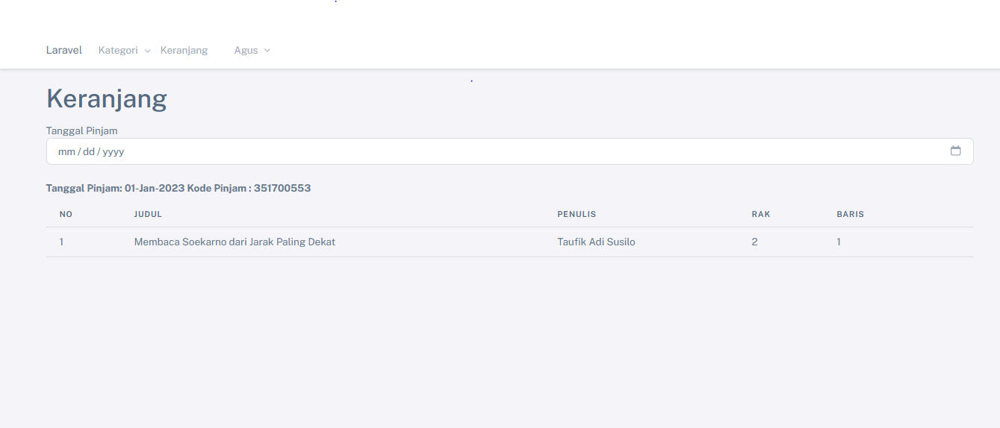 Laravel Kategori Keranjang Agus
Keranjang
Tanggal Pinjam
mm / dd / yyyy
Tanggal Pinjam: 01-Jan-2023 Kode Pinjam : 351700553
NO JUDUL PENULIS RAK BARIS
1 Membaca Soekarno dari Jarak Paling Dekat Taufik Adi Susilo 2 1